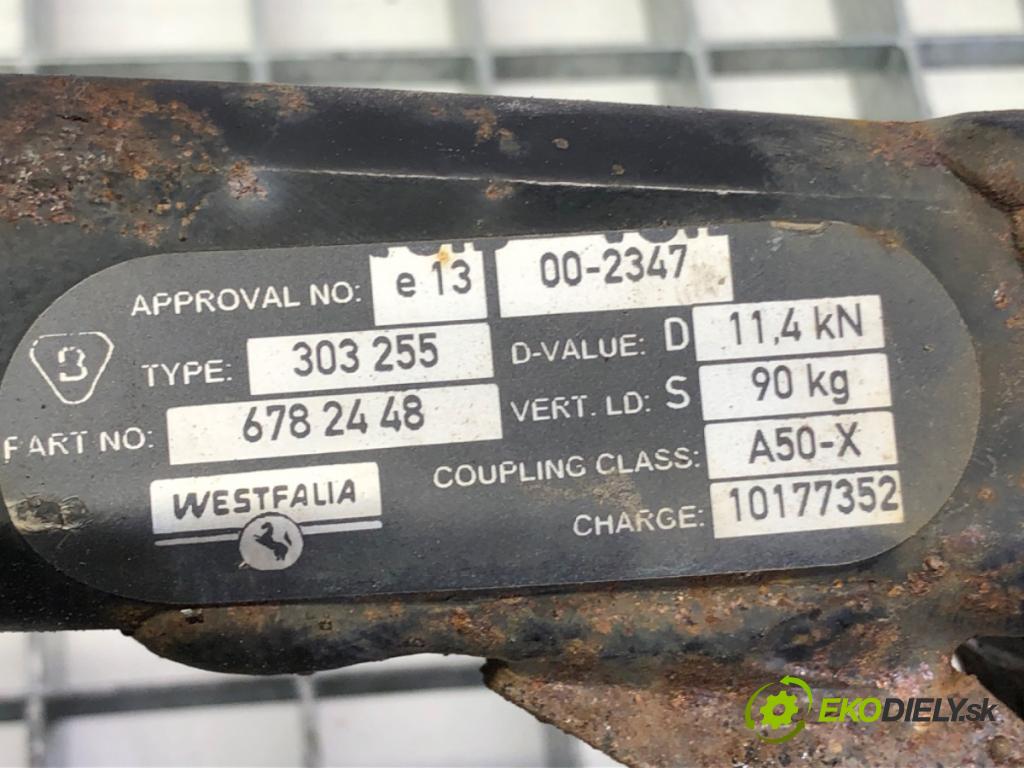 APPROVAL NO: e 13 00-2347
TYPE: 303 255 D-VALUE: D 11,4 kN
PART NO: 678 24 48 VERT. LD: S 90 kg
COUPLING CLASS: A50-X
WESTFALIA
CHARGE: 10177352
EKODIELY.sk